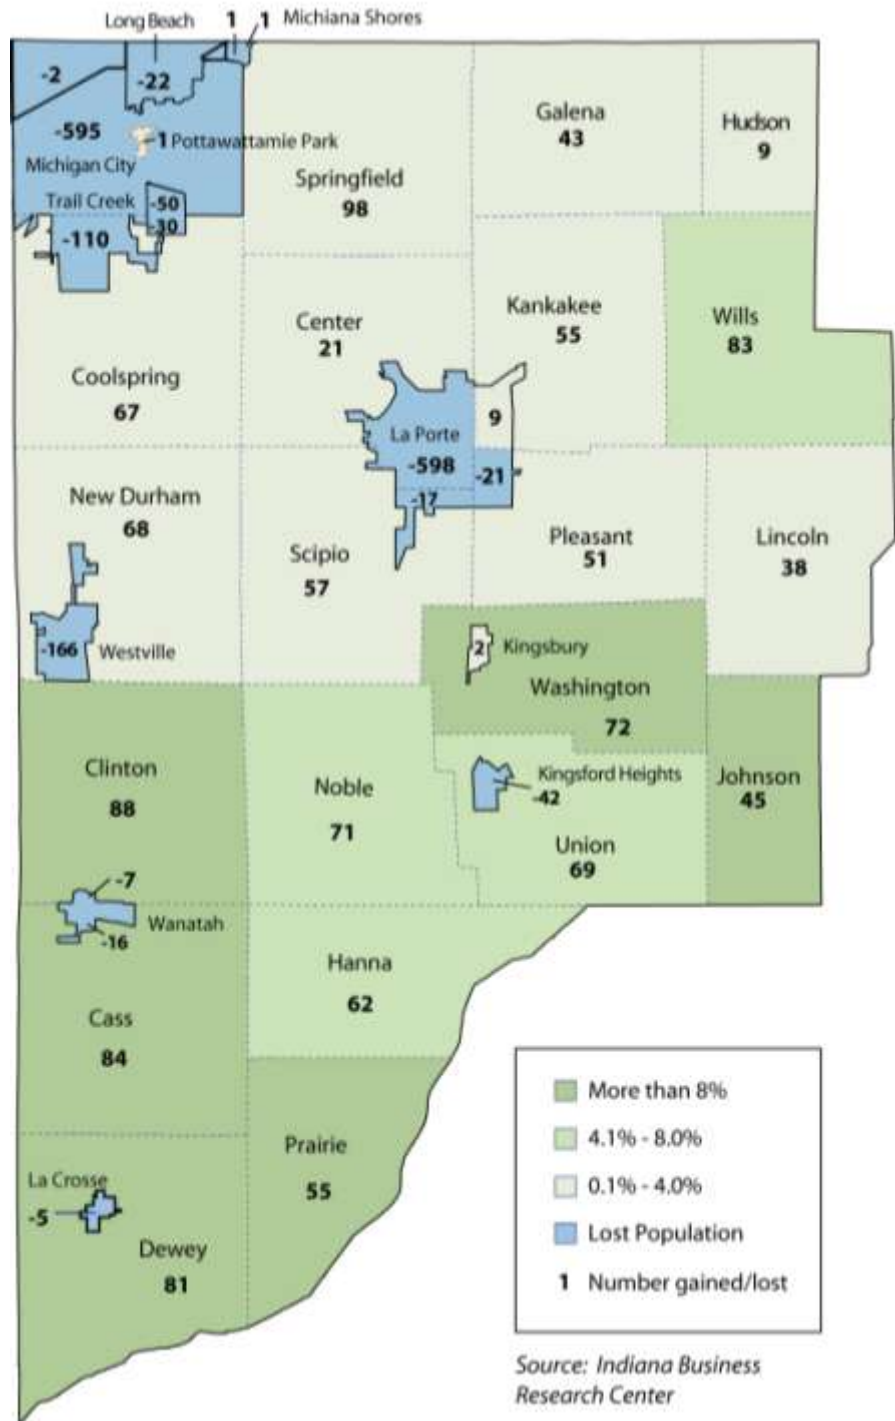 Long Beach 1 1 Michiana Shores
-2
-22
-595
1 Pottawattamie Park
Michigan City
Trail Creek
-50
-30
-110
Springfield
98
Galena
43
Hudson
9
Coolspring
67
Center
21
Kankakee
55
Wills
83
9
La Porte
-598
-21
-17
New Durham
68
Scipio
57
Pleasant
51
Lincoln
38
-166 Westville
2 Kingsbury
Washington
72
Clinton
88
Noble
71
Kingsford Heights
-42
Union
69
Johnson
45
-7
Wanatah
-16
Hanna
62
Cass
84
Prairie
55
La Crosse
-5
Dewey
81
More than 8%
4.1% - 8.0%
0.1% - 4.0%
Lost Population
1 Number gained/lost
Source: Indiana Business
Research Center